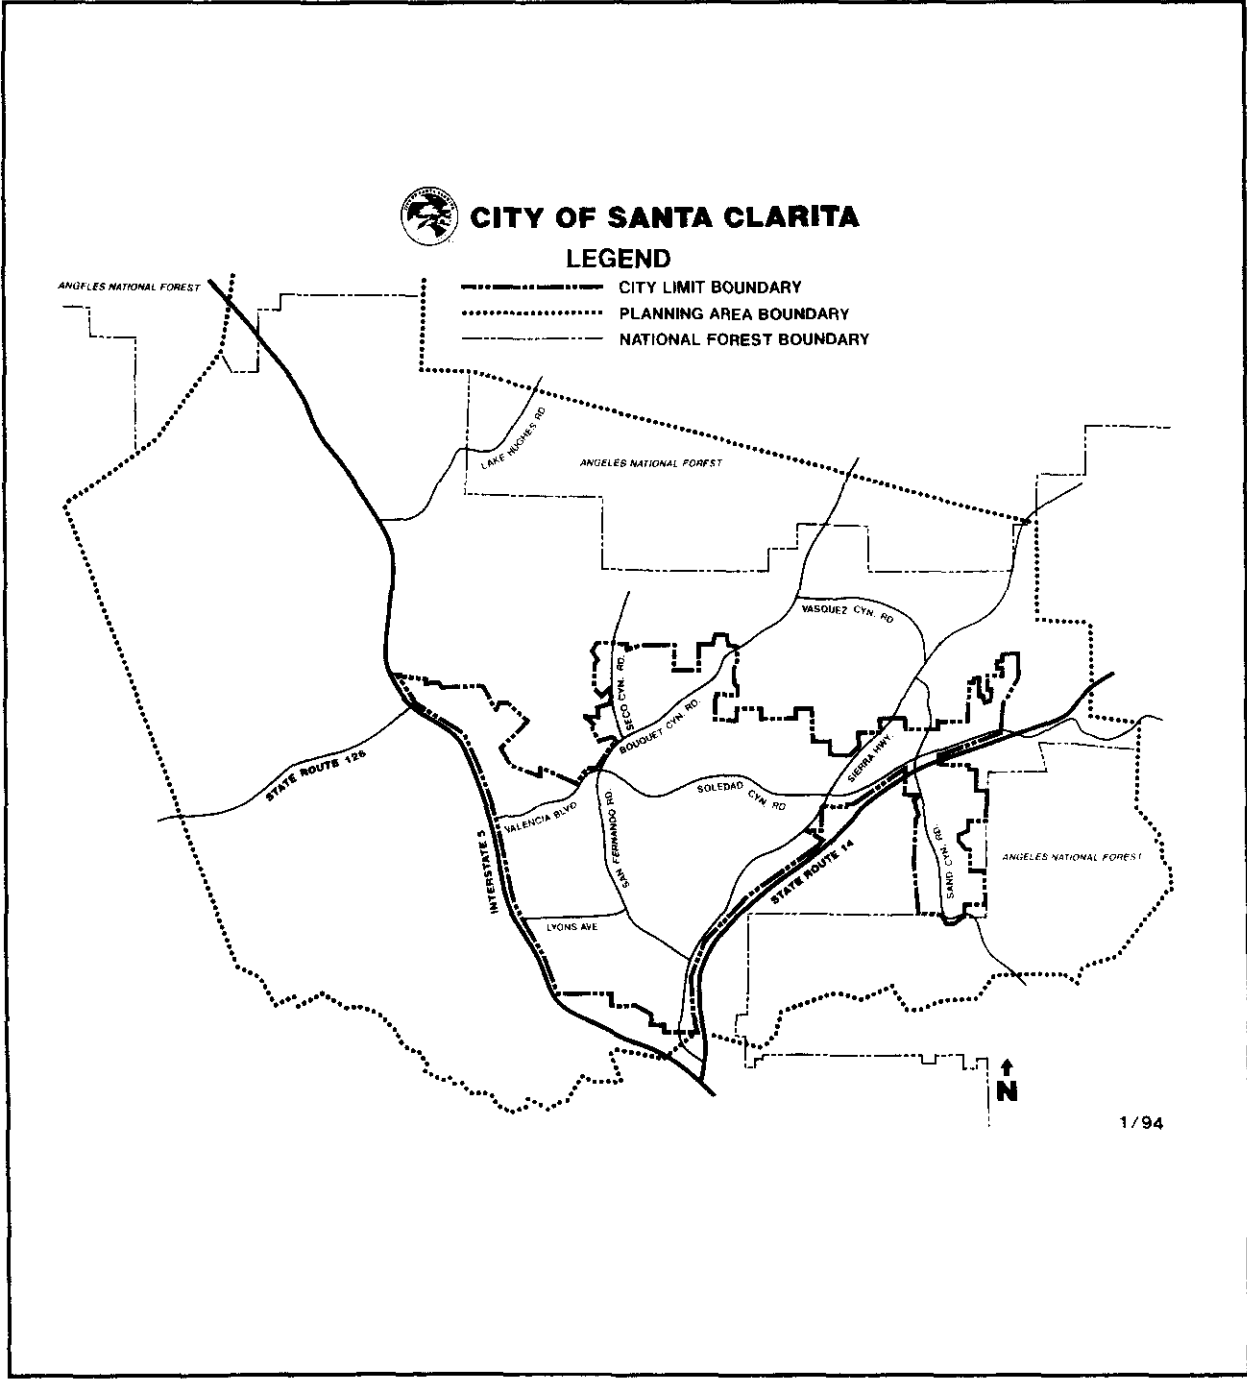 CITY OF SANTA CLARITA
LEGEND
CITY LIMIT BOUNDARY
PLANNING AREA BOUNDARY
NATIONAL FOREST BOUNDARY
ANGELES NATIONAL FOREST
LAKE HUGHES RD
ANGELES NATIONAL FOREST
VASQUEZ CYN. RD
SECO CYN. RD.
BOUQUET CYN. RD.
SIERRA HWY.
STATE ROUTE 126
VALENCIA BLVD
SOLEDAD CYN. RD
SAN FERNANDO RD.
INTERSTATE 5
STATE ROUTE 14
SAND CYN. RD.
ANGELES NATIONAL FOREST
LYONS AVE
N
1/94